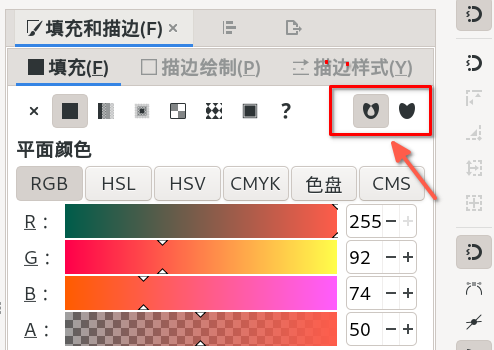 填充和描边(F) ×
填充(F) 描边绘制(P) 描边样式(Y)
× ?
平面颜色
RGB HSL HSV CMYK 色盘 CMS
R : 255 − +
G : 92 − +
B : 74 − +
A : 50 − +